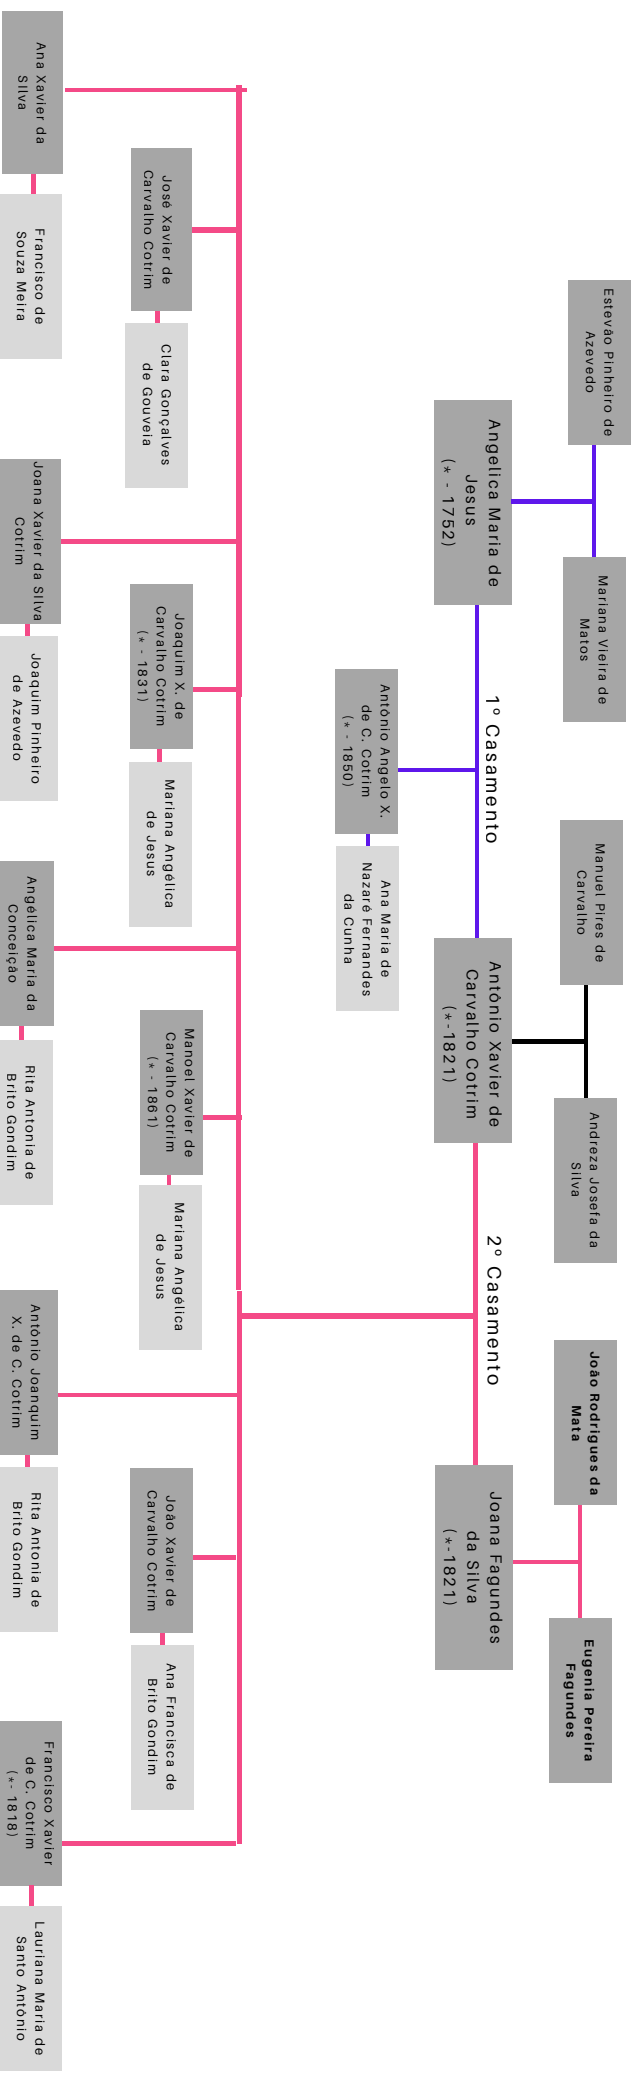 Estevão Pinheiro de
Azevedo
Mariana Vieira de
Matos
Manuel Pires de
Carvalho
Andreza Josefa da
Silva
João Rodrigues da
Mata
Eugenia Pereira
Fagundes
Angelica Maria de
Jesus
(* - 1752)
1º Casamento
Antônio Xavier de
Carvalho Cotrim
(*-1821)
2º Casamento
Joana Fagundes
da Silva
(*-1821)
Antônio Angelo X.
de C. Cotrim
(* - 1850)
Ana Maria de
Nazaré Fernandes
da Cunha
José Xavier de
Carvalho Cotrim
Clara Gonçalves
de Gouveia
Joaquim X. de
Carvalho Cotrim
(* - 1831)
Mariana Angélica
de Jesus
Manoel Xavier de
Carvalho Cotrim
(* - 1861)
Mariana Angélica
de Jesus
João Xavier de
Carvalho Cotrim
Ana Francisca de
Brito Gondim
Ana Xavier da
SIlva
Francisco de
Souza Meira
Joana Xavier da SIlva
Cotrim
Joaquim Pinheiro
de Azevedo
Angélica Maria da
Conceição
Rita Antonia de
Brito Gondim
Antônio Joanquim
X. de C. Cotrim
Rita Antonia de
Brito Gondim
Francisco Xavier
de C. Cotrim
(*- 1818)
Lauriana Maria de
Santo Antônio